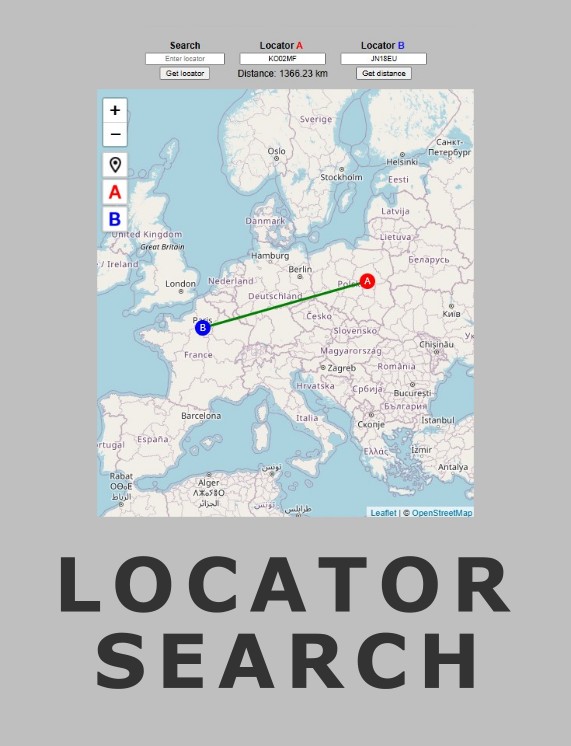 Search
Locator A
Locator B
Enter locator
KO02MF
JN18EU
Get locator
Distance: 1366.23 km
Get distance
+
−
A
B
Sverige
Санкт-
Петербург
Oslo
Helsinki
Stockholm
Eesti
Latvija
Danmark
United Kingdom
Lietuva
Great Britain
Hamburg
Беларусь
/ Ireland
Berlin
London
Nederland
A
Deutschland
Київ
Česko
B
Slovensko
Chișinău
France
Magyarország
Zagreb
România
Hrvatska
Србија
București
България
Barcelona
Italia
Скопје
İstanbul
España
Ελλάς
İzmir
Antalya
تونس
Rabat
ⵔⴱⴰⵟ
الرباط
Alger
الجزائر
تونس
طرابلس
Leaflet | © OpenStreetMap
LOCATOR
SEARCH